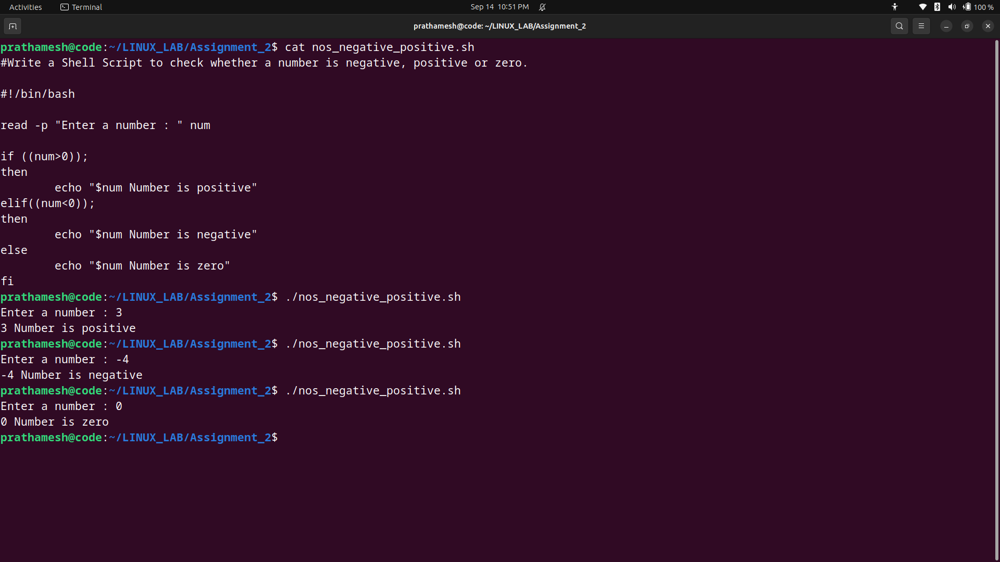 Activities Terminal Sep 14 10:51 PM 100 %
prathamesh@code: ~/LINUX_LAB/Assignment_2
prathamesh@code:~/LINUX_LAB/Assignment_2$ cat nos_negative_positive.sh
#Write a Shell Script to check whether a number is negative, positive or zero.
#!/bin/bash
read -p "Enter a number : " num
if ((num>0));
then
        echo "$num Number is positive"
elif((num<0));
then
        echo "$num Number is negative"
else
        echo "$num Number is zero"
fi
prathamesh@code:~/LINUX_LAB/Assignment_2$ ./nos_negative_positive.sh
Enter a number : 3
3 Number is positive
prathamesh@code:~/LINUX_LAB/Assignment_2$ ./nos_negative_positive.sh
Enter a number : -4
-4 Number is negative
prathamesh@code:~/LINUX_LAB/Assignment_2$ ./nos_negative_positive.sh
Enter a number : 0
0 Number is zero
prathamesh@code:~/LINUX_LAB/Assignment_2$